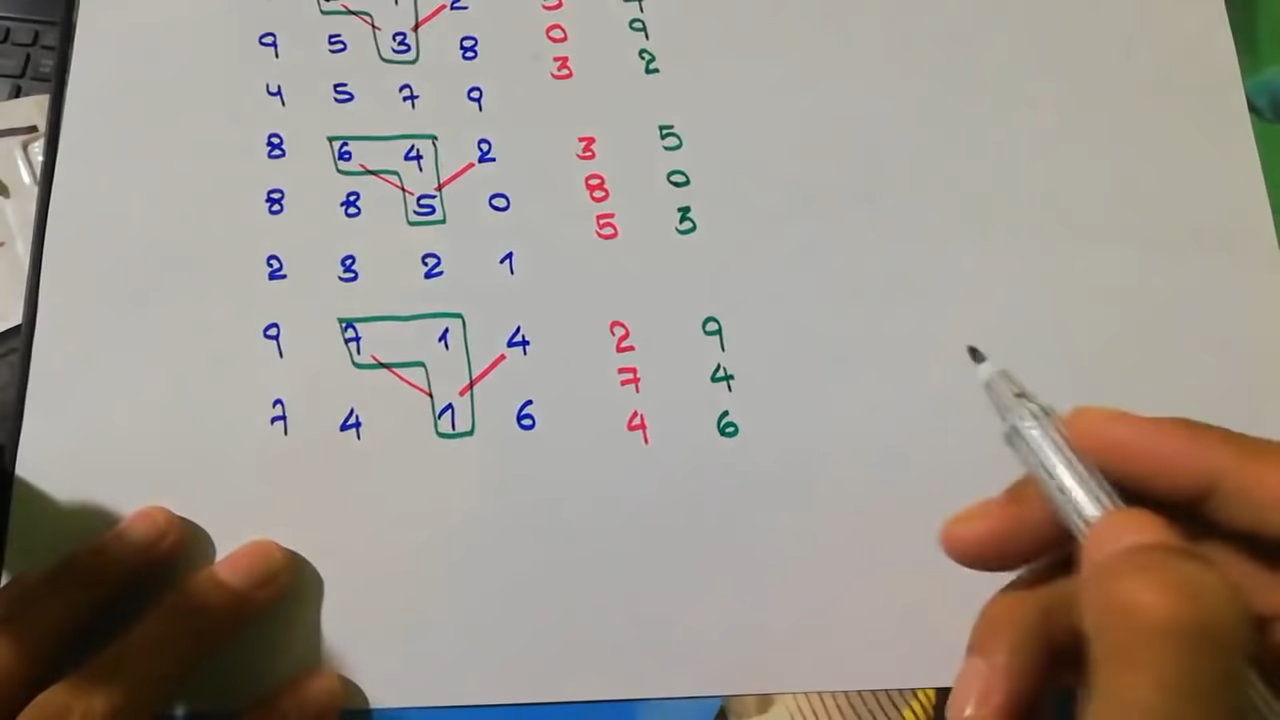 9 5 3 8 0 9
3 2
4 5 7 9
8 6 4 2 3 5
8 8 5 0 8 0
5 3
2 3 2 1
9 7 1 4 2 9
7 4
7 4 1 6 4 6